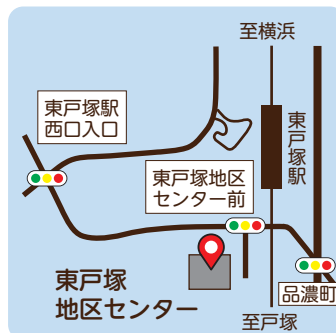 至横浜
東戸塚駅
西口入口
東戸塚駅
東戸塚地区
センター前
東戸塚
地区センター
品濃町
至戸塚